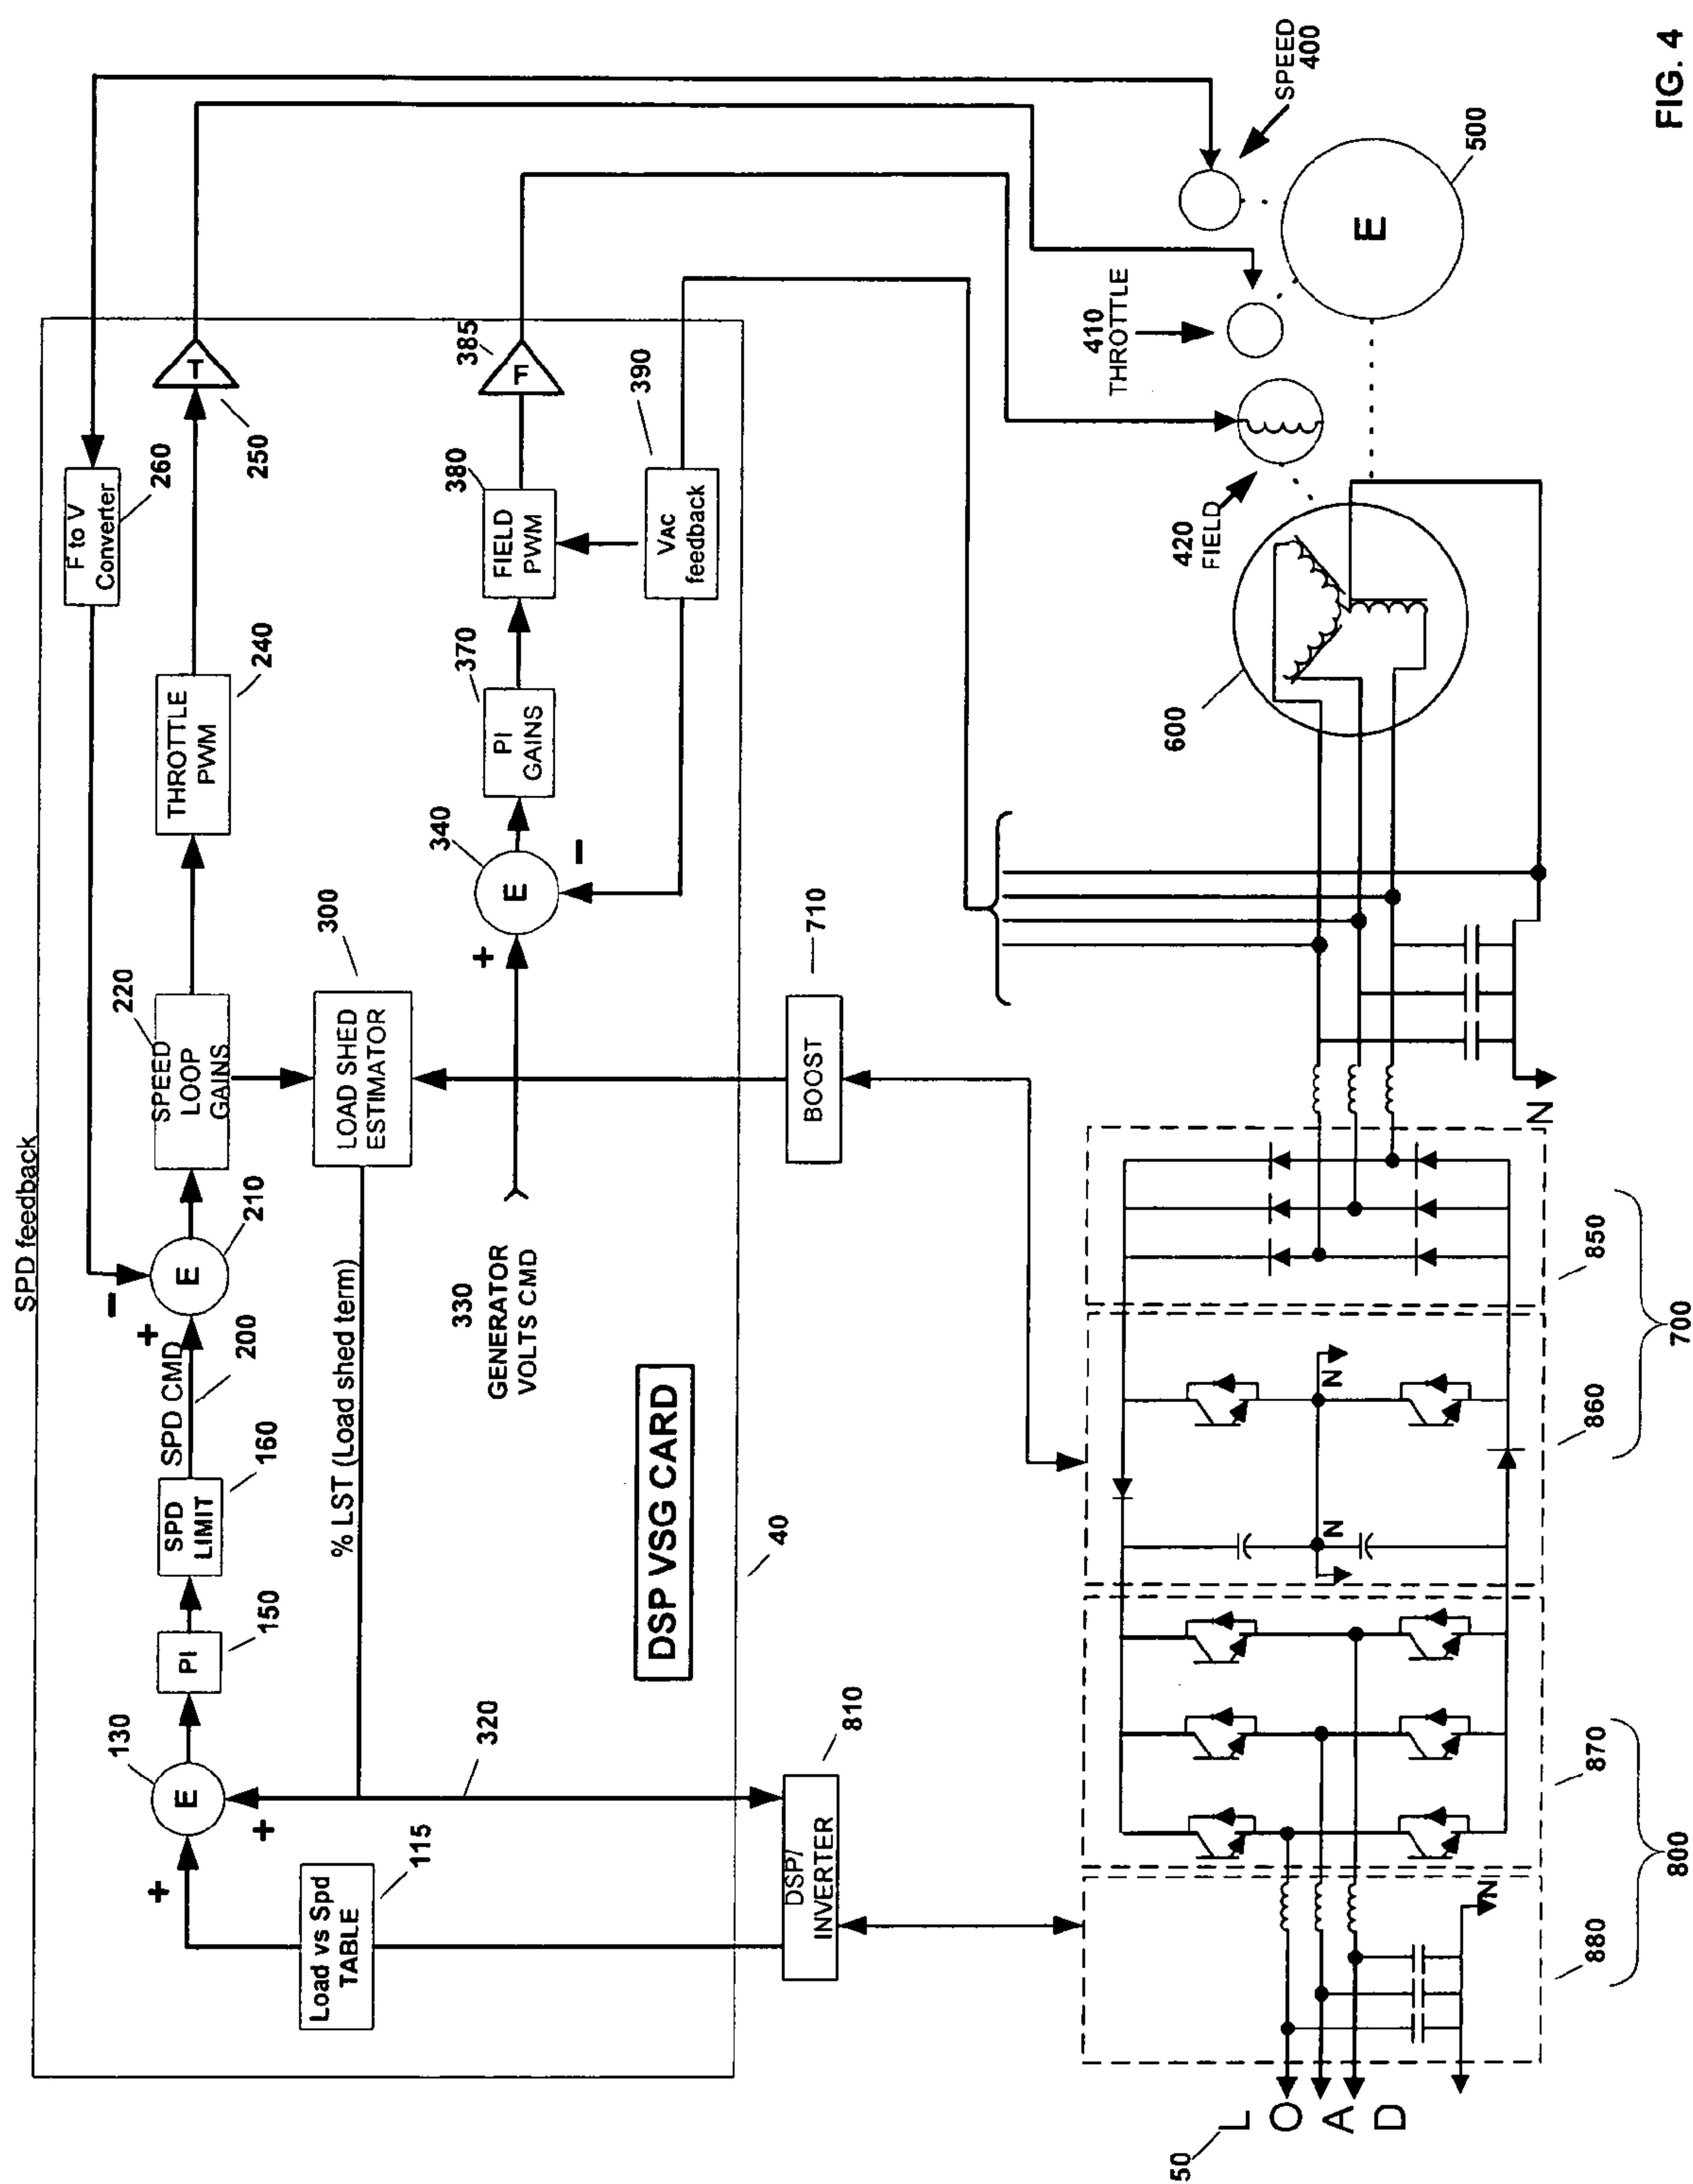 SPD feedback
130
E
+
+
150
PI
160
SPD
LIMIT
SPD CMD
200
+
−
E
210
220
SPEED
LOOP
GAINS
240
THROTTLE
PWM
260
F to V
Converter
250
T
115
Load vs Spd
TABLE
320
% LST (Load shed term)
300
LOAD SHED
ESTIMATOR
330
GENERATOR
VOLTS CMD
+
−
340
E
370
PI
GAINS
380
FIELD
PWM
385
F
390
VAC
feedback
DSP VSG CARD
40
810
DSP/
INVERTER
710
BOOST
410
THROTTLE
420
FIELD
SPEED
400
E
500
600
N
N
N
N
50
L
O
A
D
880
870
800
860
850
700
FIG. 4